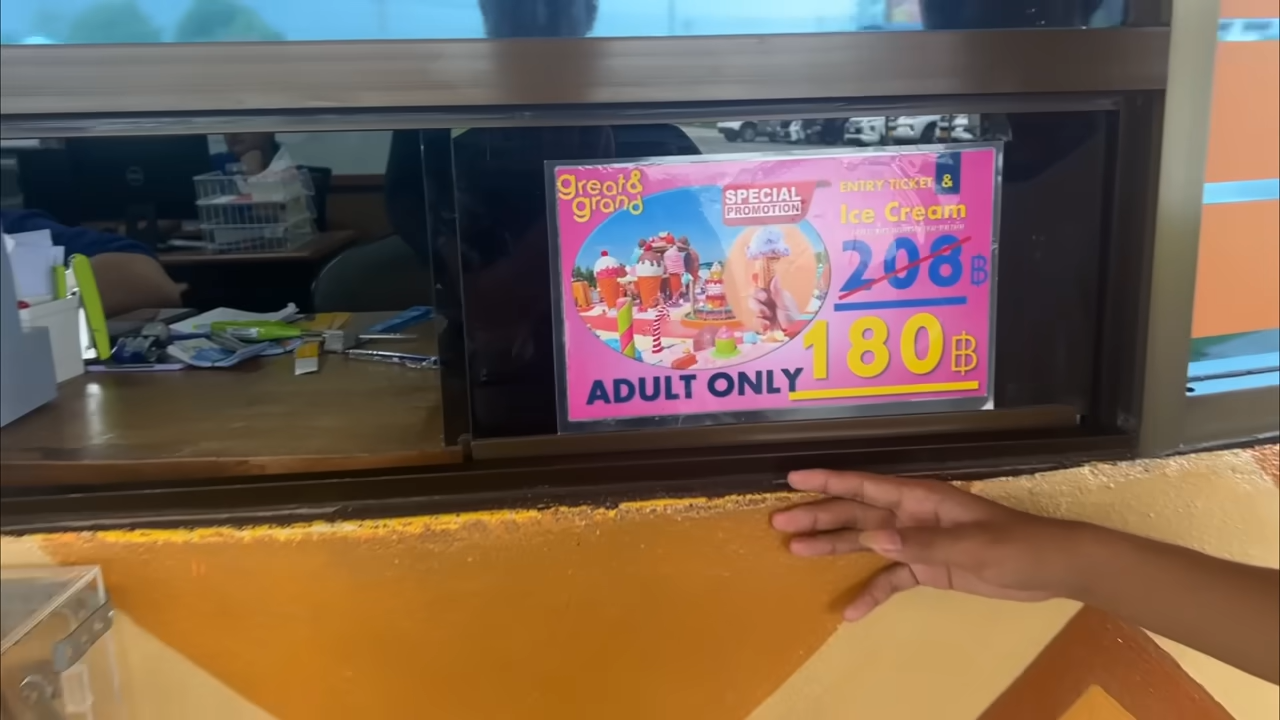 great&
grand
SPECIAL
PROMOTION
ENTRY TICKET &
Ice Cream
208฿
180฿
ADULT ONLY